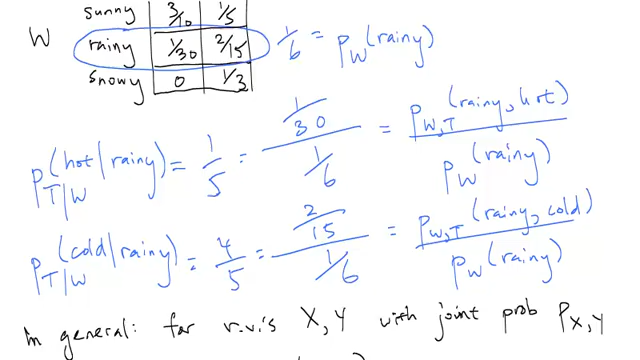 sunny 3/10 1/5
W rainy 1/30 2/15 1/6 = p_W(rainy)
snowy 0 1/3
p_T|W(hot|rainy) = 1/5 = (1/30)/(1/6) = p_W,T(rainy, hot)/p_W(rainy)
p_T|W(cold|rainy) = 4/5 = (2/15)/(1/6) = p_W,T(rainy, cold)/p_W(rainy)
In general: for r.v.'s X, Y with joint prob p_X,Y